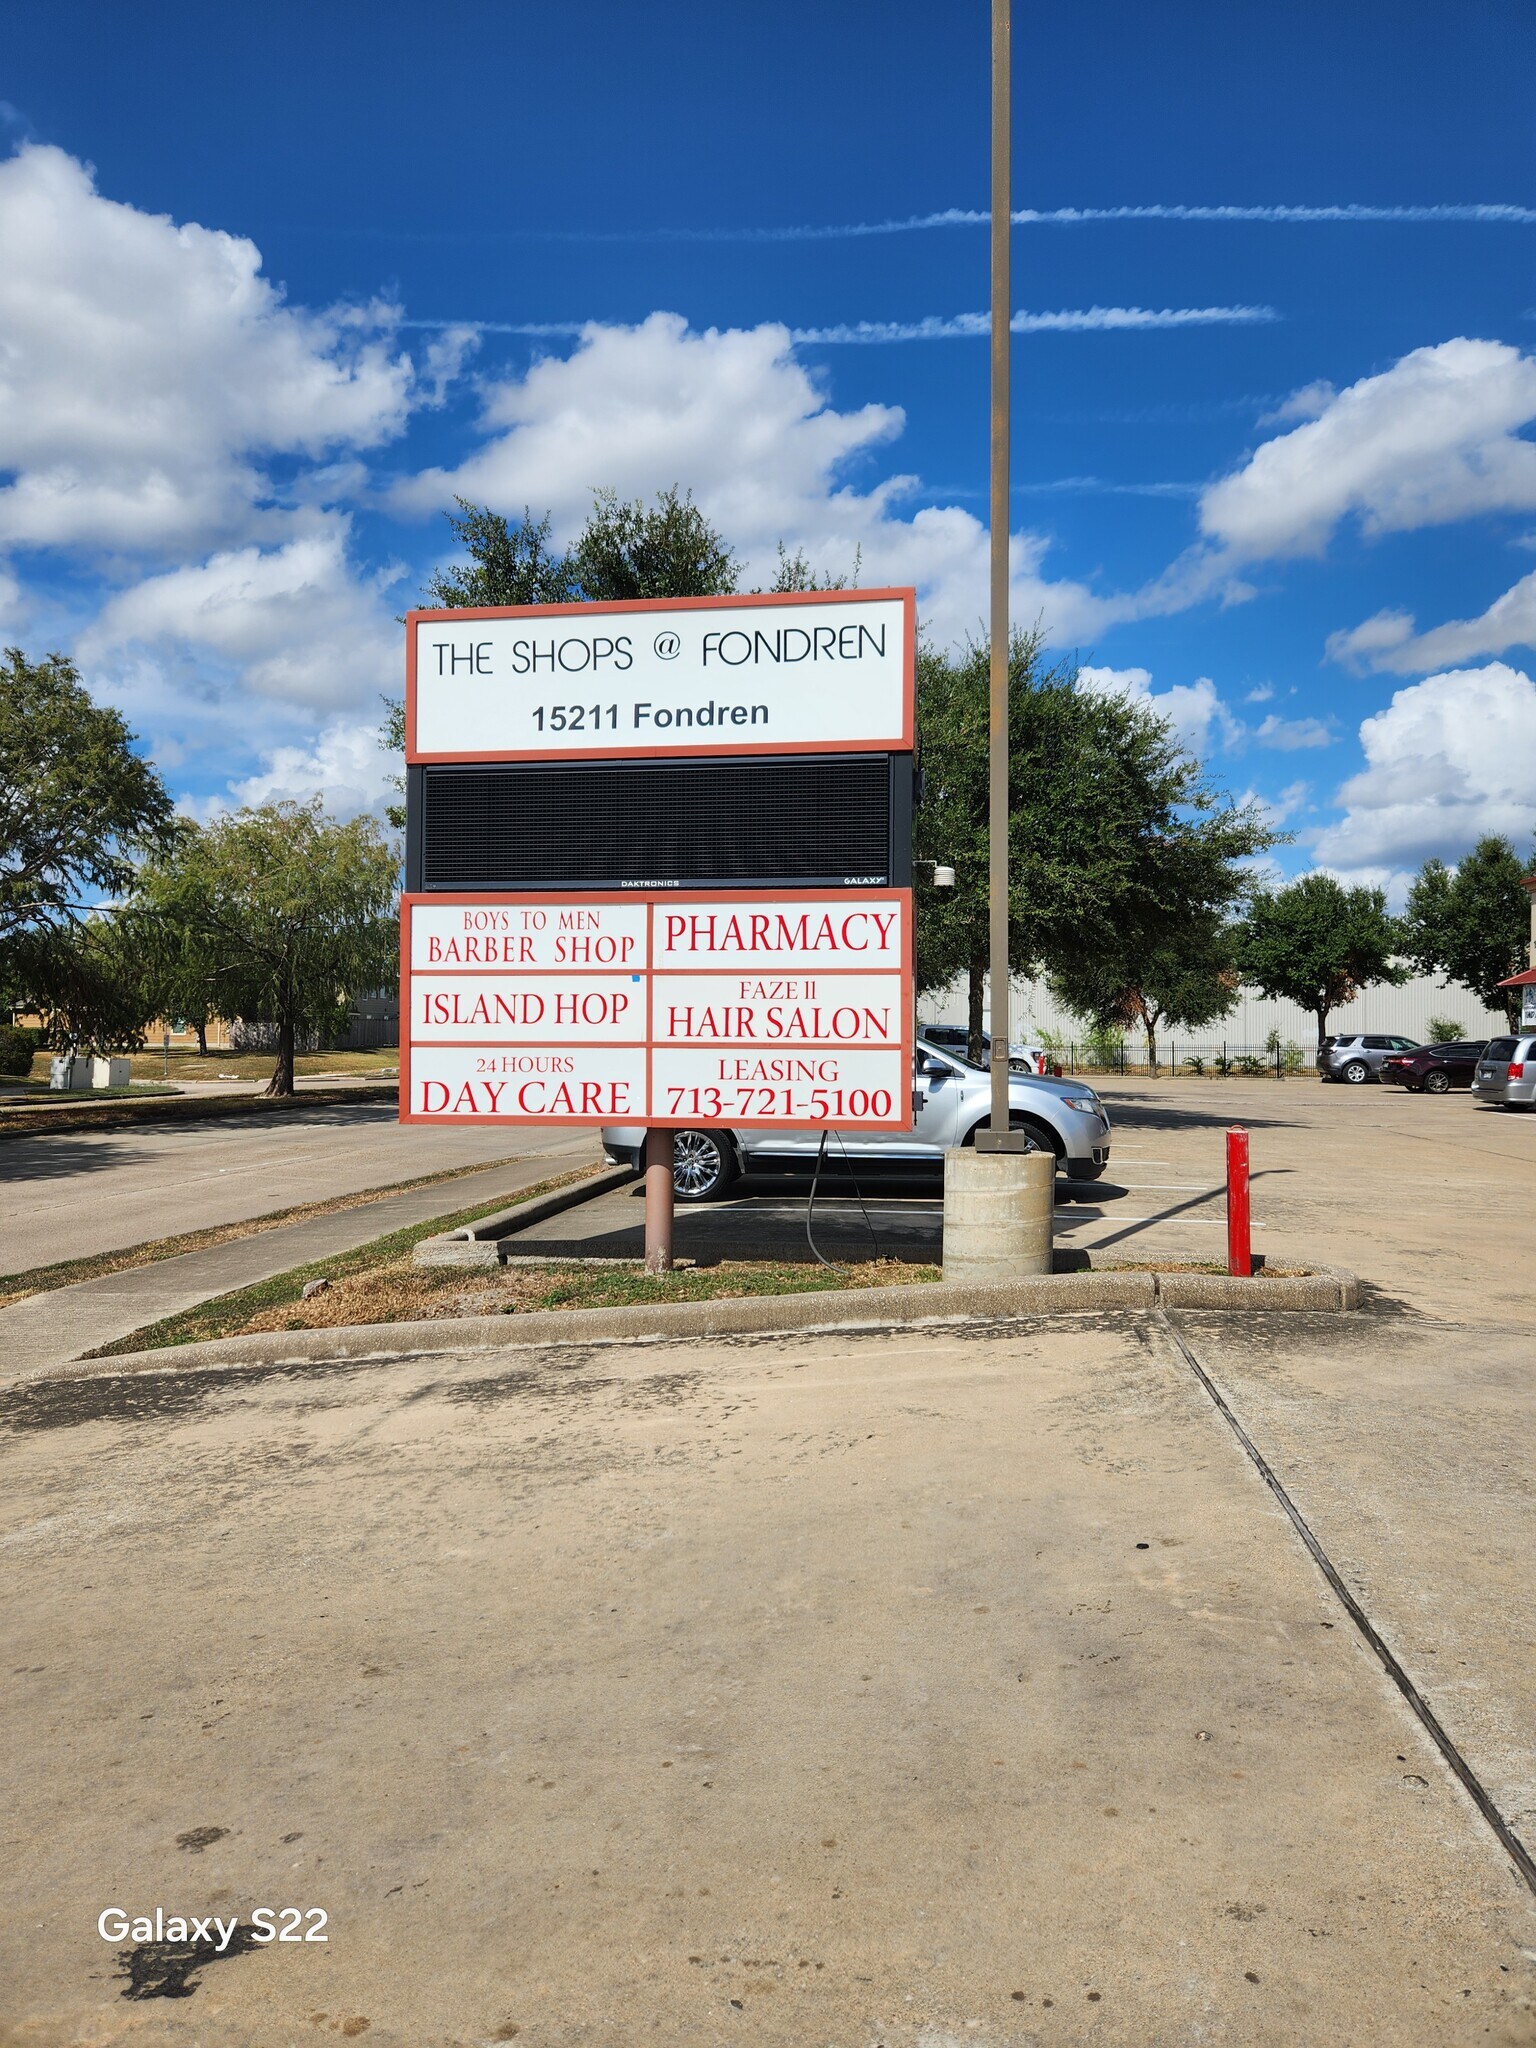 THE SHOPS @ FONDREN
15211 Fondren
DAKTRONICS
GALAXY
BOYS TO MEN
BARBER SHOP
PHARMACY
ISLAND HOP
FAZE II
HAIR SALON
24 HOURS
DAY CARE
LEASING
713-721-5100
Galaxy S22